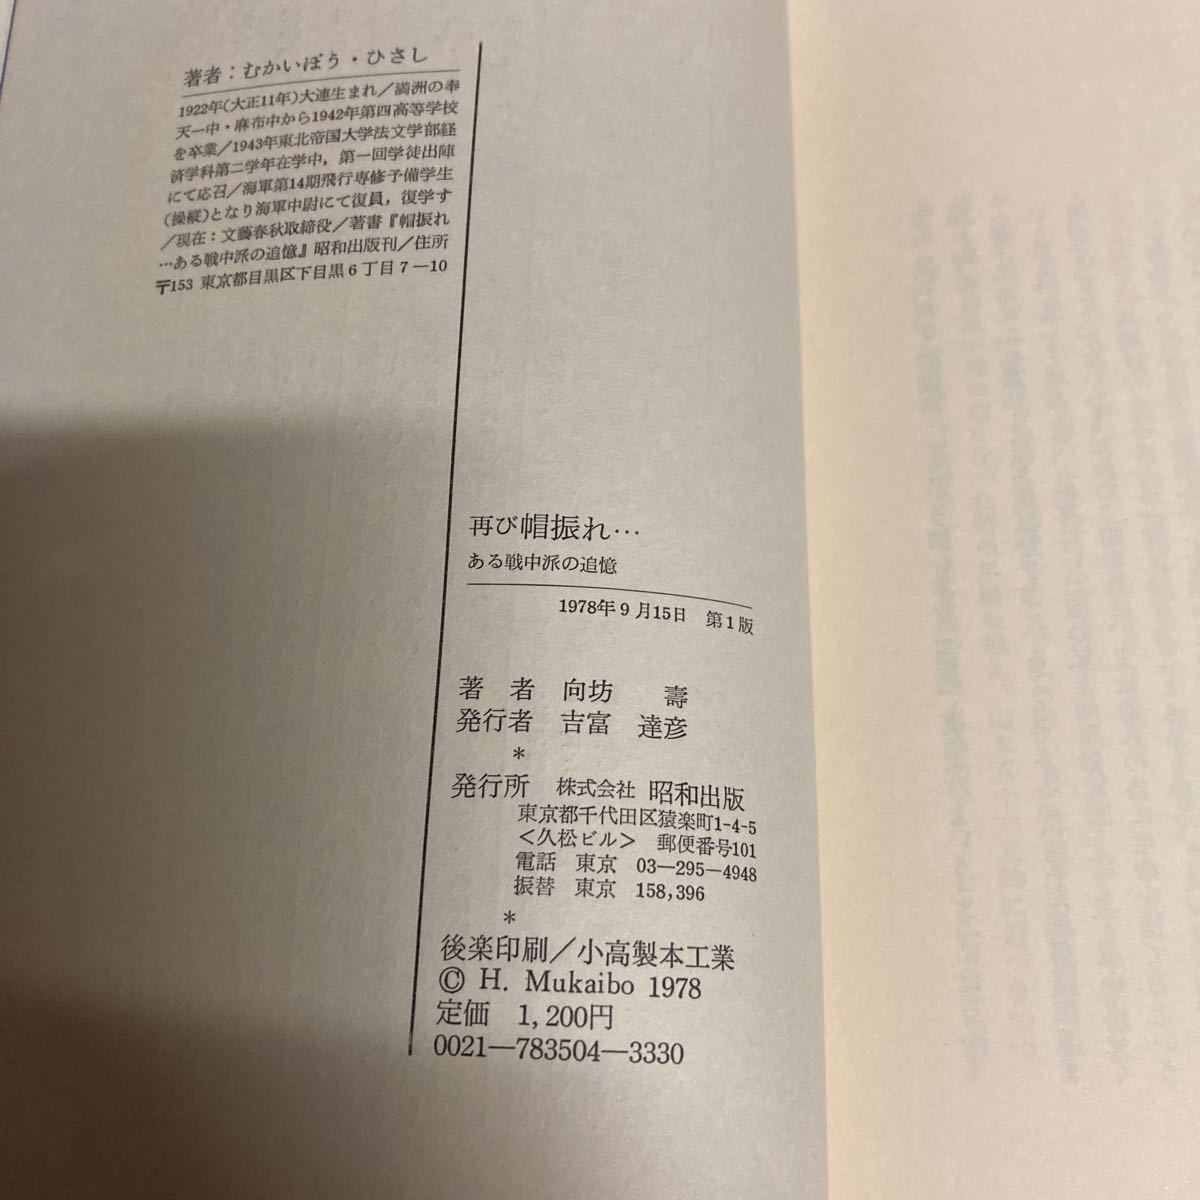 著者：むかいぼう・ひさし
1922年(大正11年)大連生まれ／満洲の奉
天一中・麻布中から1942年第四高等学校
を卒業／1943年東北帝国大学法文学部経
済学科第二学年在学中，第一回学徒出陣
にて応召／海軍第14期飛行専修予備学生
(操縦)となり海軍中尉にて復員，復学す
／現在：文藝春秋取締役／著書『帽振れ
…ある戦中派の追憶』昭和出版刊／住所
〒153 東京都目黒区下目黒6丁目7—10
再び帽振れ…
ある戦中派の追憶
1978年9月15日　第1版
著　者　向坊　　壽
発行者　吉富　達彦
＊
発行所　株式会社 昭和出版
東京都千代田区猿楽町1-4-5
＜久松ビル＞　郵便番号101
電話　東京　03—295—4948
振替　東京　158,396
＊
後楽印刷／小高製本工業
© H. Mukaibo 1978
定価　1,200円
0021—783504—3330